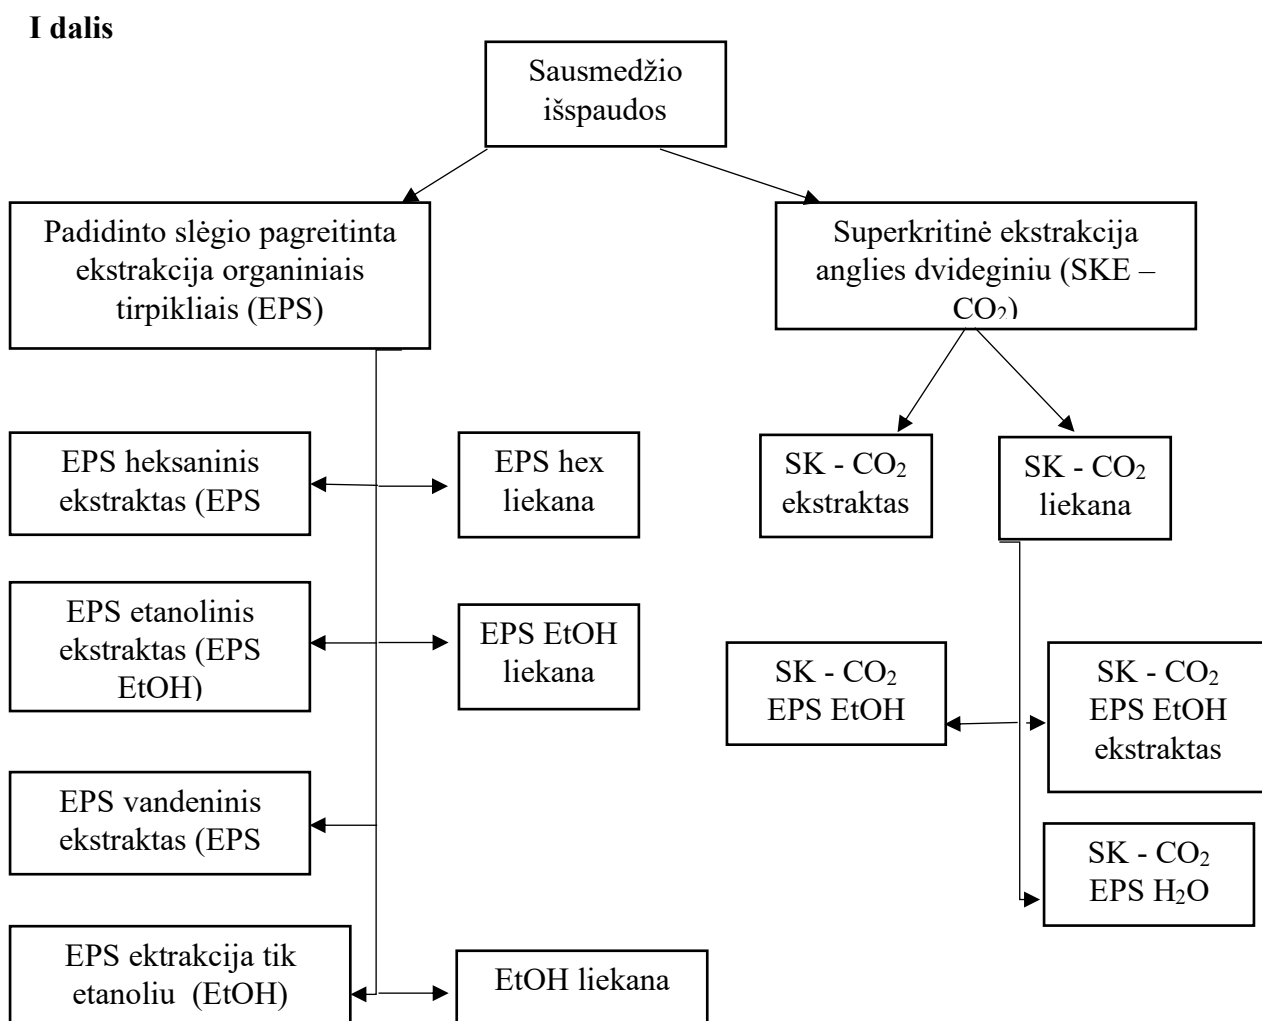 I dalis
Sausmedžio
išspaudos
Padidinto slėgio pagreitinta
ekstrakcija organiniais
tirpikliais (EPS)
Superkritinė ekstrakcija
anglies dvideginiu (SKE –
CO₂)
EPS heksaninis
ekstraktas (EPS
EPS hex
liekana
SK - CO₂
ekstraktas
SK - CO₂
liekana
EPS etanolinis
ekstraktas (EPS
EtOH)
EPS EtOH
liekana
SK - CO₂
EPS EtOH
SK - CO₂
EPS EtOH
ekstraktas
EPS vandeninis
ekstraktas (EPS
SK - CO₂
EPS H₂O
EPS ektrakcija tik
etanoliu (EtOH)
EtOH liekana